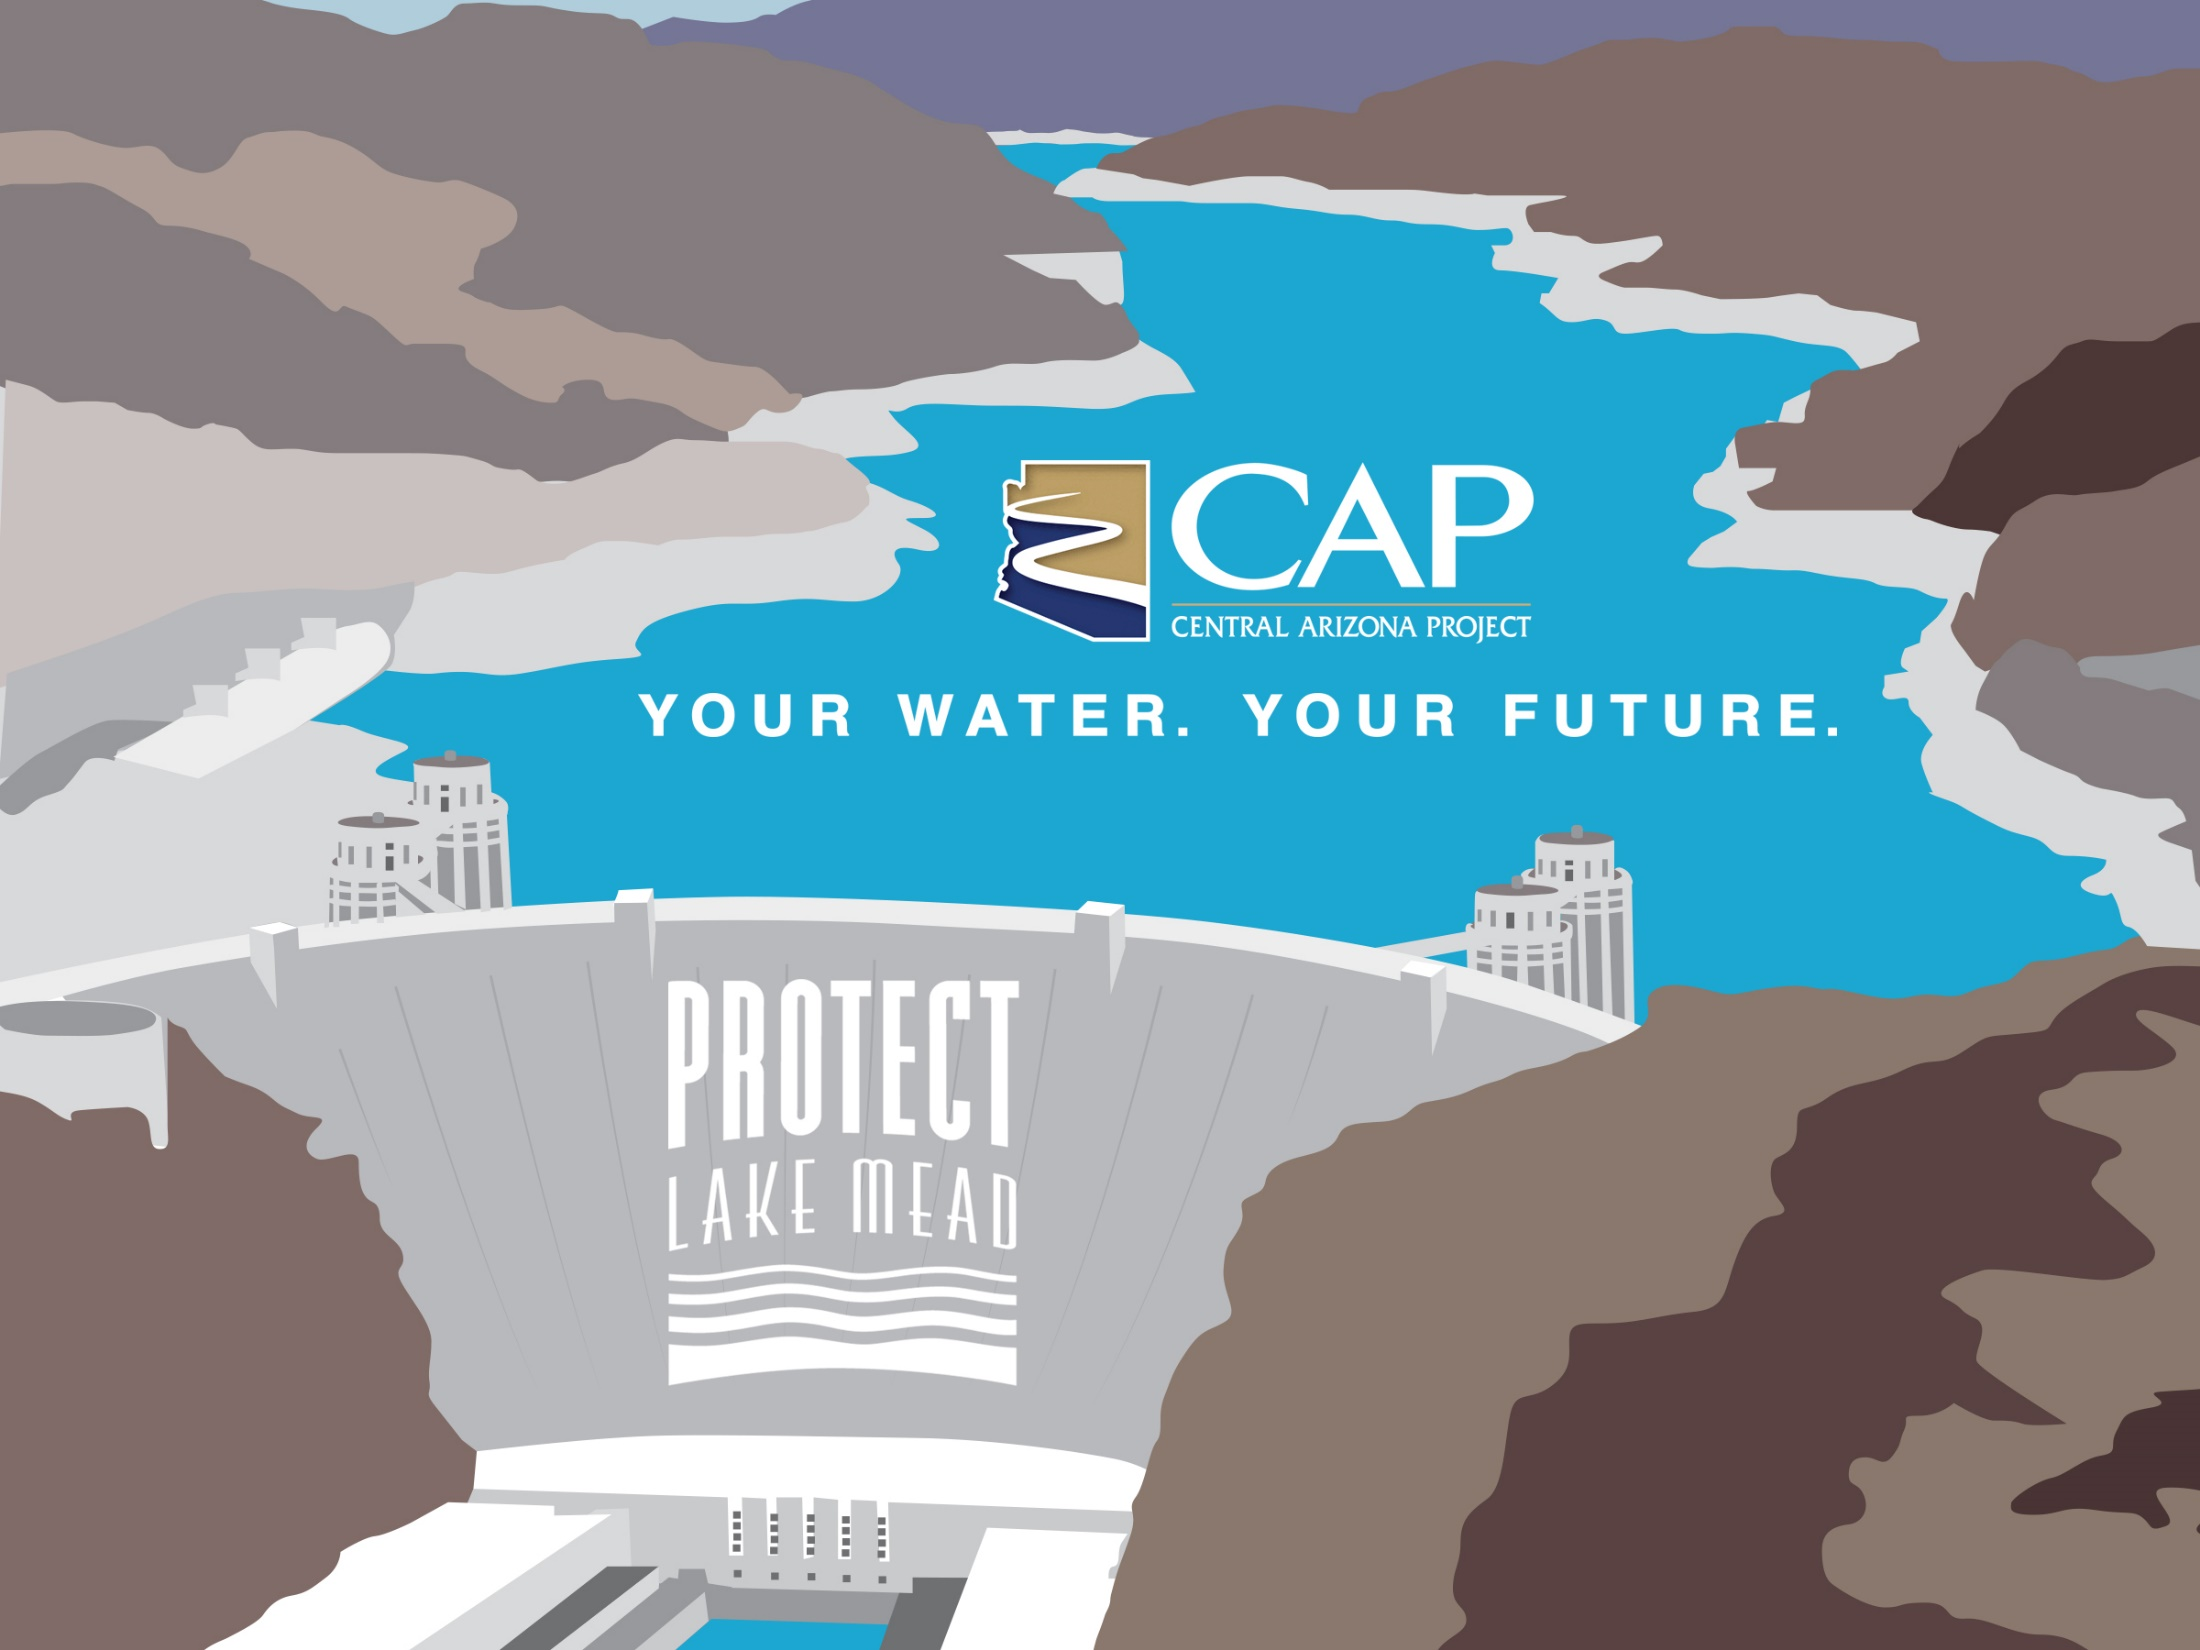 CAP
CENTRAL ARIZONA PROJECT
YOUR WATER. YOUR FUTURE.
PROTECT
LAKE MEAD